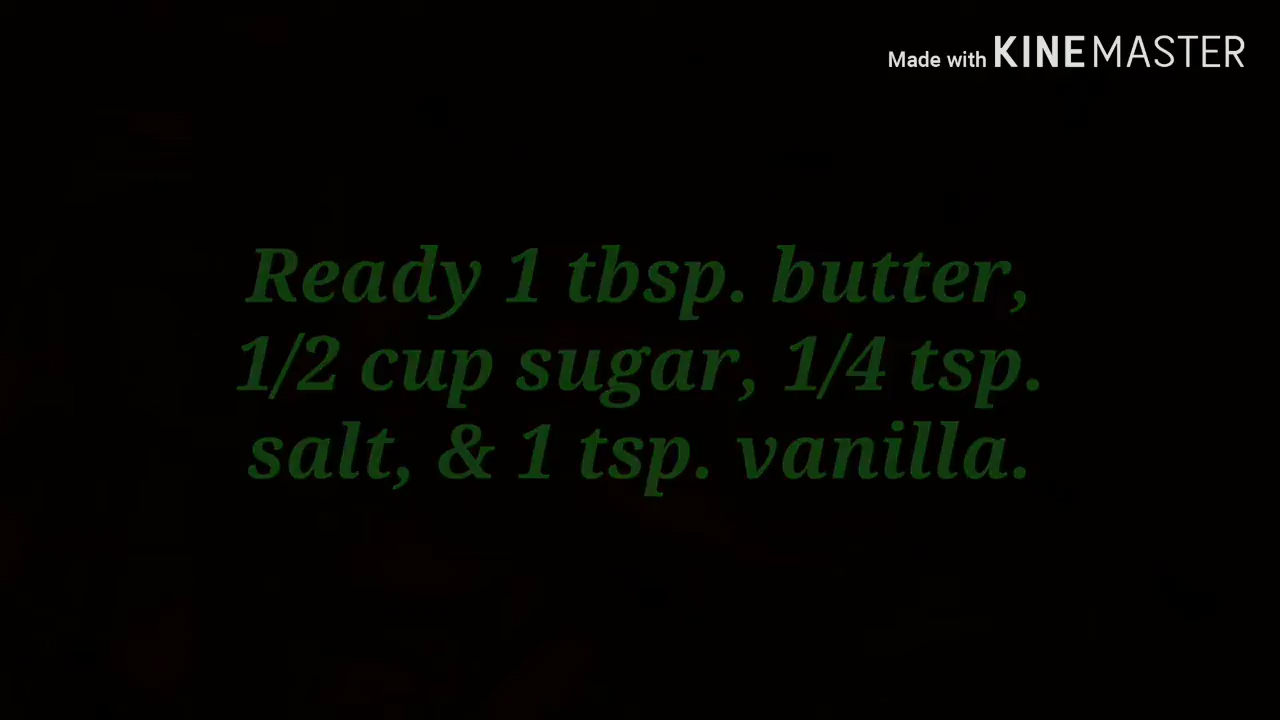 Made with KINEMASTER
Ready 1 tbsp. butter,
1/2 cup sugar, 1/4 tsp.
salt, & 1 tsp. vanilla.